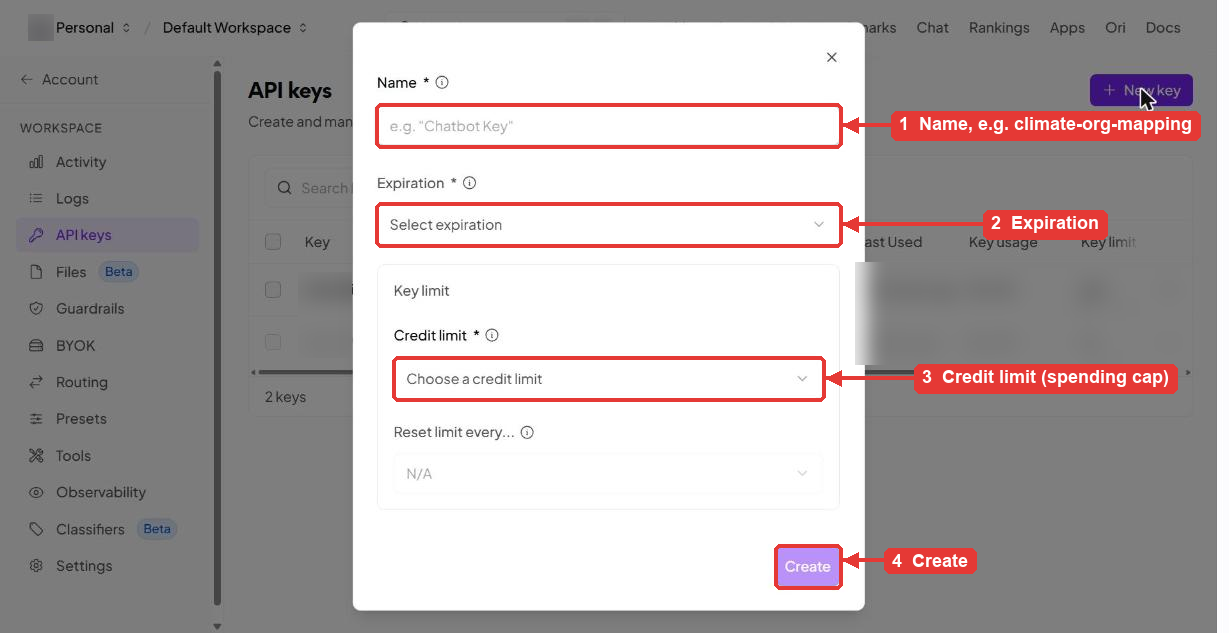 Personal / Default Workspace
Chat Rankings Apps Ori Docs
Account
WORKSPACE
Activity
Logs
API keys
Files Beta
Guardrails
BYOK
Routing
Presets
Tools
Observability
Classifiers Beta
Settings
API keys
Create and man
+ New key
Search
Key
ast Used Key usage Key limit
2 keys
Name *
e.g. "Chatbot Key"
1 Name, e.g. climate-org-mapping
Expiration *
Select expiration
2 Expiration
Key limit
Credit limit *
Choose a credit limit
3 Credit limit (spending cap)
Reset limit every...
N/A
Create
4 Create